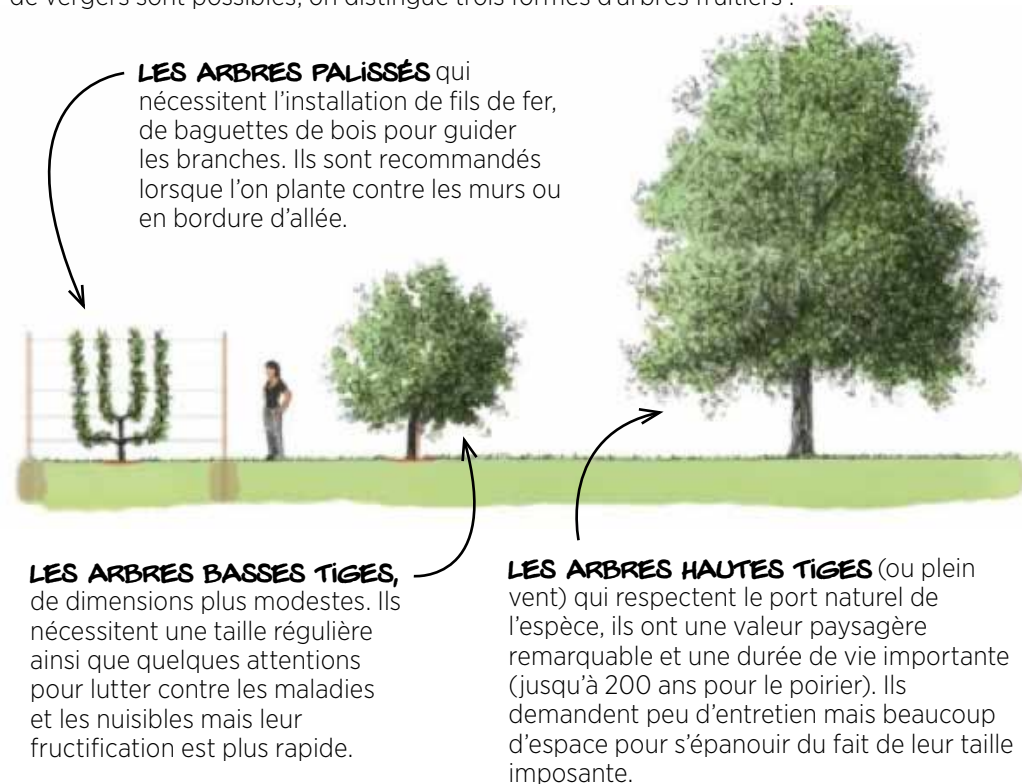 de vergers sont possibles, on distingue trois formes d'arbres fruitiers :
LES ARBRES PALISSÉS qui
nécessitent l'installation de fils de fer,
de baguettes de bois pour guider
les branches. Ils sont recommandés
lorsque l'on plante contre les murs ou
en bordure d'allée.
LES ARBRES BASSES TIGES,
de dimensions plus modestes. Ils
nécessitent une taille régulière
ainsi que quelques attentions
pour lutter contre les maladies
et les nuisibles mais leur
fructification est plus rapide.
LES ARBRES HAUTES TIGES (ou plein
vent) qui respectent le port naturel de
l'espèce, ils ont une valeur paysagère
remarquable et une durée de vie importante
(jusqu'à 200 ans pour le poirier). Ils
demandent peu d'entretien mais beaucoup
d'espace pour s'épanouir du fait de leur taille
imposante.